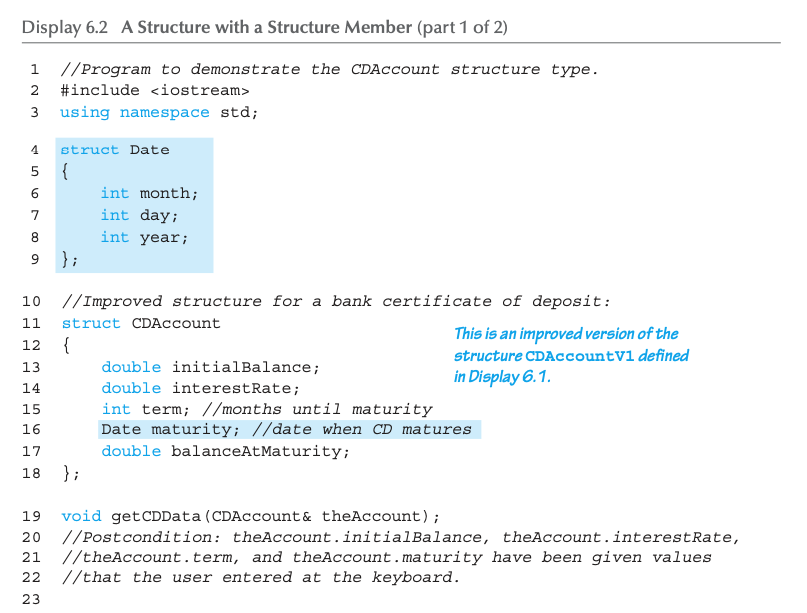 Display 6.2 A Structure with a Structure Member (part 1 of 2)
1 //Program to demonstrate the CDAccount structure type.
2 #include <iostream>
3 using namespace std;
4 struct Date
5 {
6 int month;
7 int day;
8 int year;
9 };
10 //Improved structure for a bank certificate of deposit:
11 struct CDAccount
12 {
13 double initialBalance;
14 double interestRate;
15 int term; //months until maturity
16 Date maturity; //date when CD matures
17 double balanceAtMaturity;
18 };
This is an improved version of the
structure CDAccountV1 defined
in Display 6.1.
19 void getCDData(CDAccount& theAccount);
20 //Postcondition: theAccount.initialBalance, theAccount.interestRate,
21 //theAccount.term, and theAccount.maturity have been given values
22 //that the user entered at the keyboard.
23